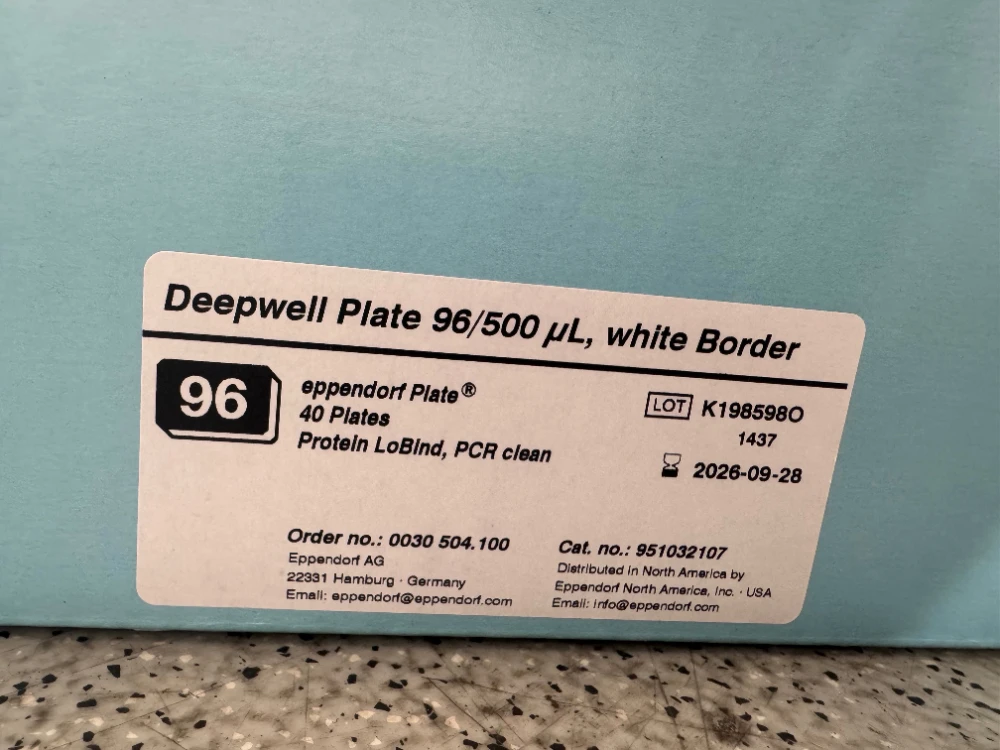 Deepwell Plate 96/500 µL, white Border
96
eppendorf Plate®
40 Plates
Protein LoBind, PCR clean
LOT K198598O
1437
2026-09-28
Order no.: 0030 504.100
Eppendorf AG
22331 Hamburg · Germany
Email: eppendorf@eppendorf.com
Cat. no.: 951032107
Distributed in North America by
Eppendorf North America, Inc. · USA
Email: info@eppendorf.com